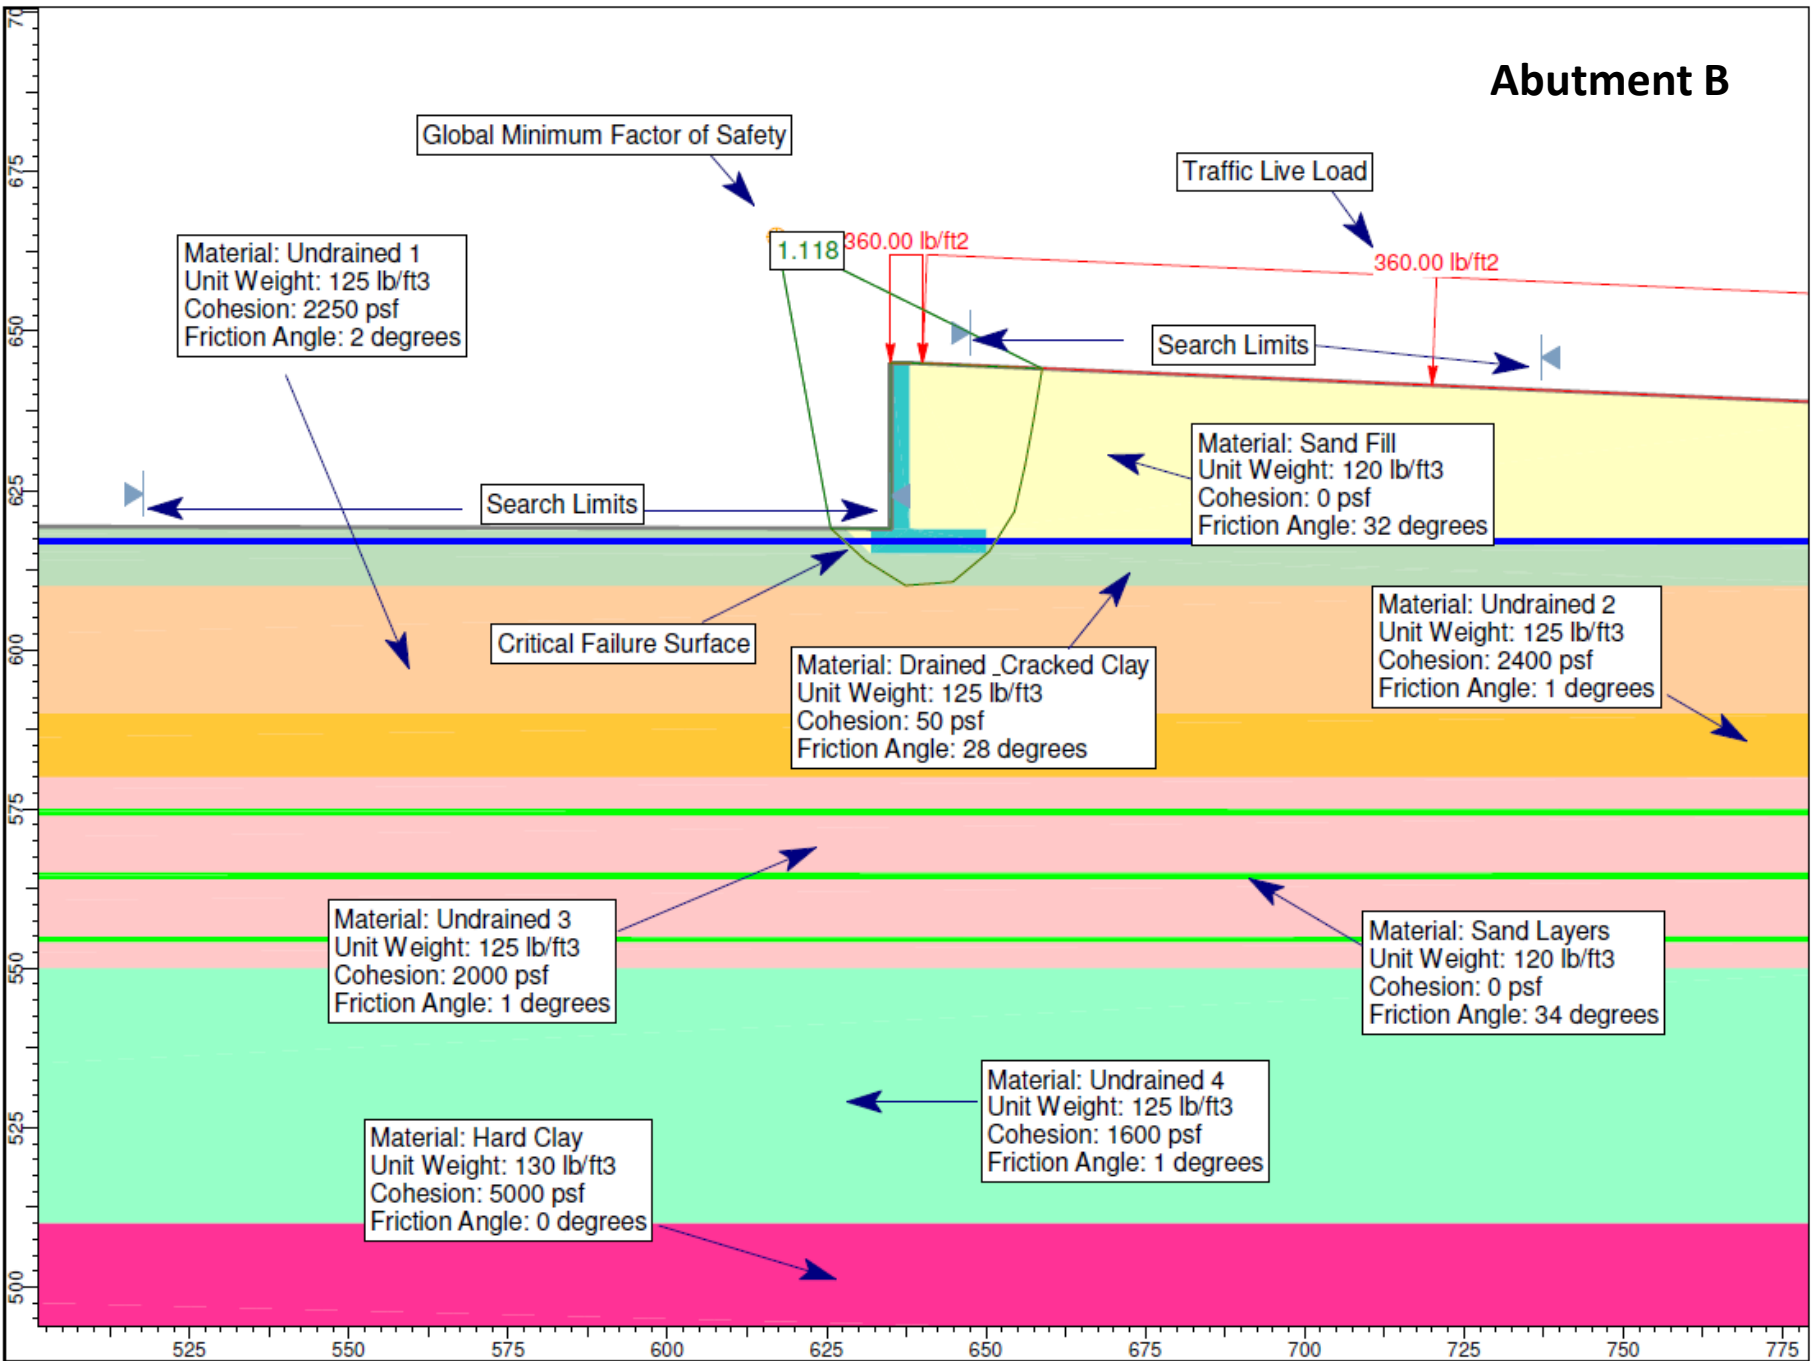 Abutment B
Global Minimum Factor of Safety
Traffic Live Load
Material: Undrained 1
Unit Weight: 125 lb/ft3
Cohesion: 2250 psf
Friction Angle: 2 degrees
1.118
360.00 lb/ft2
360.00 lb/ft2
Search Limits
Material: Sand Fill
Unit Weight: 120 lb/ft3
Cohesion: 0 psf
Friction Angle: 32 degrees
Search Limits
Critical Failure Surface
Material: Drained _Cracked Clay
Unit Weight: 125 lb/ft3
Cohesion: 50 psf
Friction Angle: 28 degrees
Material: Undrained 2
Unit Weight: 125 lb/ft3
Cohesion: 2400 psf
Friction Angle: 1 degrees
Material: Undrained 3
Unit Weight: 125 lb/ft3
Cohesion: 2000 psf
Friction Angle: 1 degrees
Material: Sand Layers
Unit Weight: 120 lb/ft3
Cohesion: 0 psf
Friction Angle: 34 degrees
Material: Undrained 4
Unit Weight: 125 lb/ft3
Cohesion: 1600 psf
Friction Angle: 1 degrees
Material: Hard Clay
Unit Weight: 130 lb/ft3
Cohesion: 5000 psf
Friction Angle: 0 degrees
675
650
625
600
575
550
525
500
525 550 575 600 625 650 675 700 725 750 775